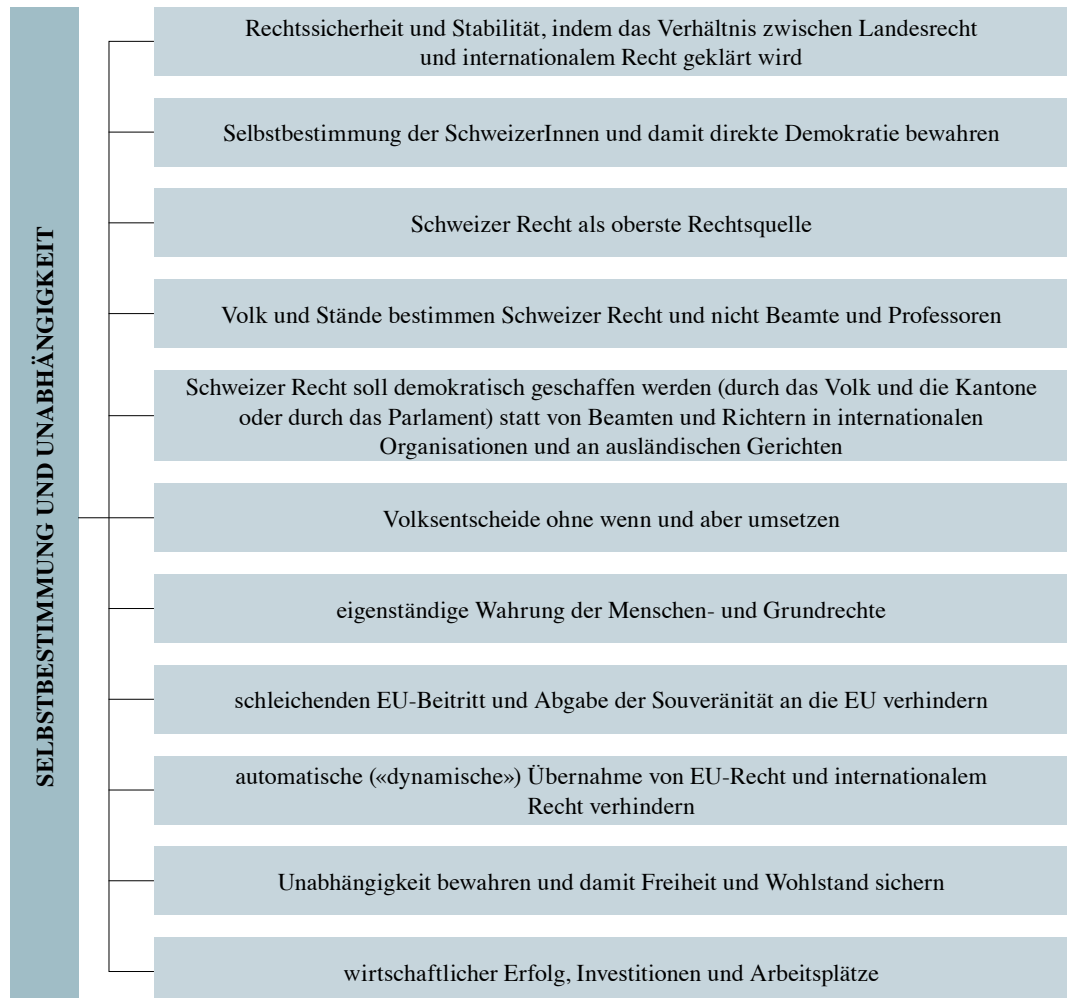 SELBSTBESTIMMUNG UND UNABHÄNGIGKEIT
Rechtssicherheit und Stabilität, indem das Verhältnis zwischen Landesrecht
und internationalem Recht geklärt wird
Selbstbestimmung der SchweizerInnen und damit direkte Demokratie bewahren
Schweizer Recht als oberste Rechtsquelle
Volk und Stände bestimmen Schweizer Recht und nicht Beamte und Professoren
Schweizer Recht soll demokratisch geschaffen werden (durch das Volk und die Kantone
oder durch das Parlament) statt von Beamten und Richtern in internationalen
Organisationen und an ausländischen Gerichten
Volksentscheide ohne wenn und aber umsetzen
eigenständige Wahrung der Menschen- und Grundrechte
schleichenden EU-Beitritt und Abgabe der Souveränität an die EU verhindern
automatische («dynamische») Übernahme von EU-Recht und internationalem
Recht verhindern
Unabhängigkeit bewahren und damit Freiheit und Wohlstand sichern
wirtschaftlicher Erfolg, Investitionen und Arbeitsplätze